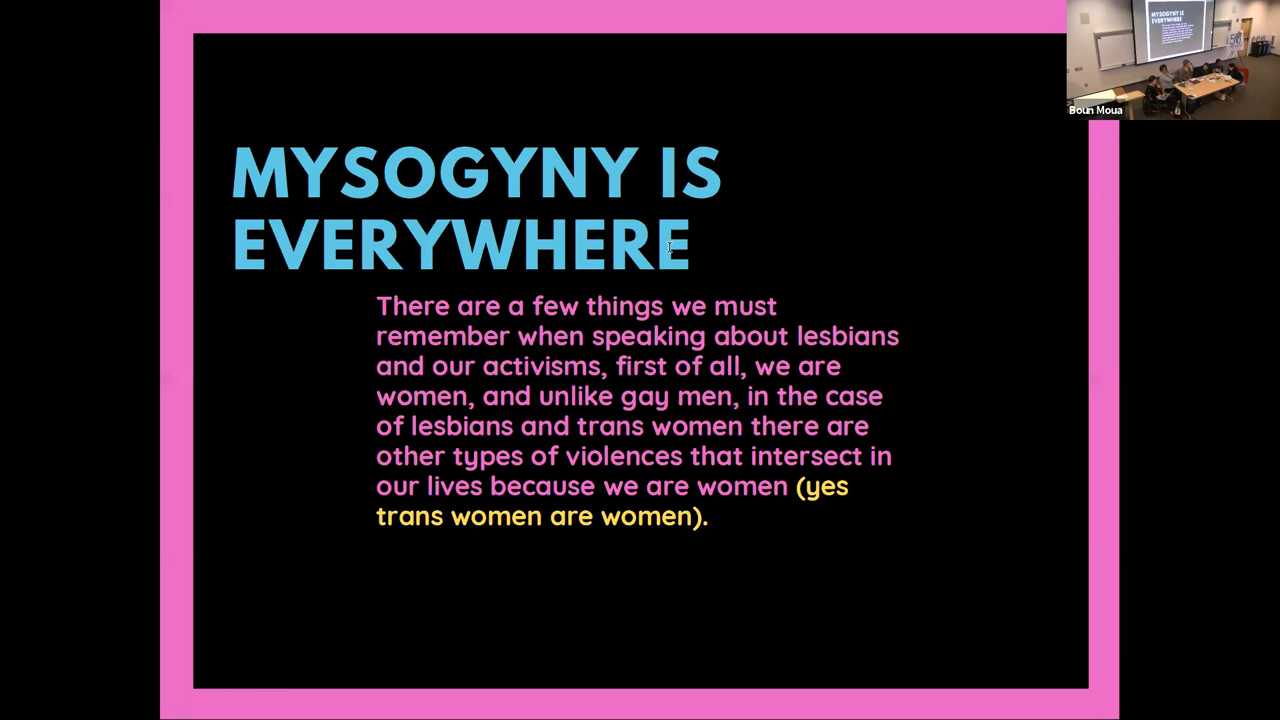 MYSOGYNY IS
EVERYWHERE
There are a few things we must
remember when speaking about lesbians
and our activisms, first of all, we are
women, and unlike gay men, in the case
of lesbians and trans women there are
other types of violences that intersect in
our lives because we are women (yes
trans women are women).
MYSOGYNY IS
EVERYWHERE
Boun Moua